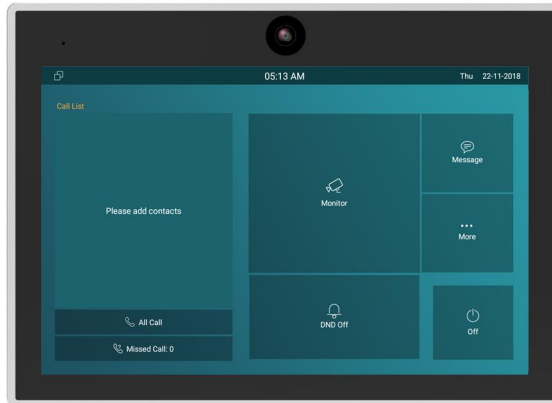 05:13 AM
Thu 22-11-2018
Call List
Please add contacts
All Call
Missed Call: 0
Monitor
Message
More
DND Off
Off